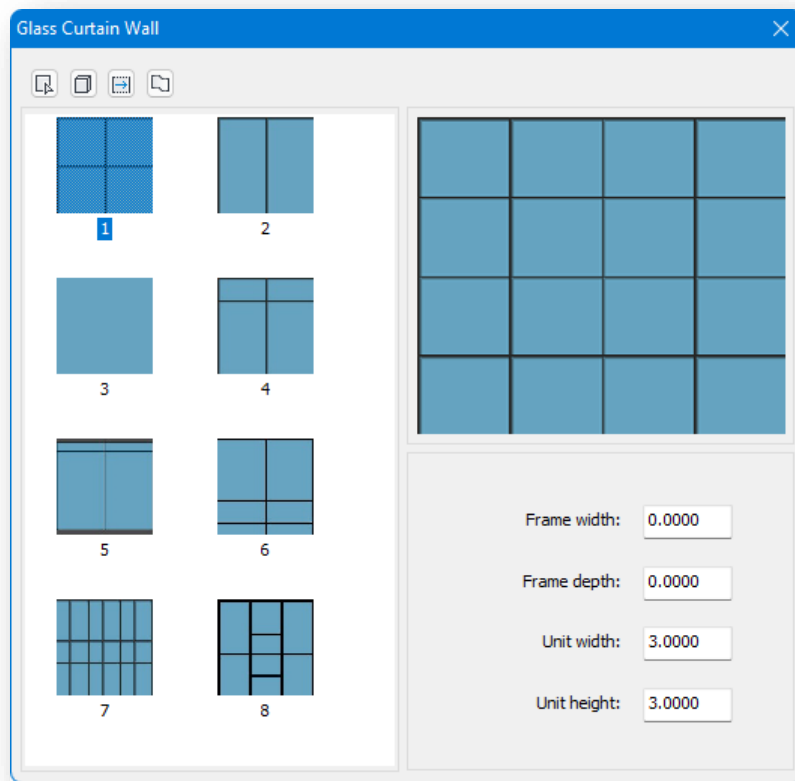 Glass Curtain Wall
1 2
3 4
5 6
7 8
Frame width: 0.0000
Frame depth: 0.0000
Unit width: 3.0000
Unit height: 3.0000